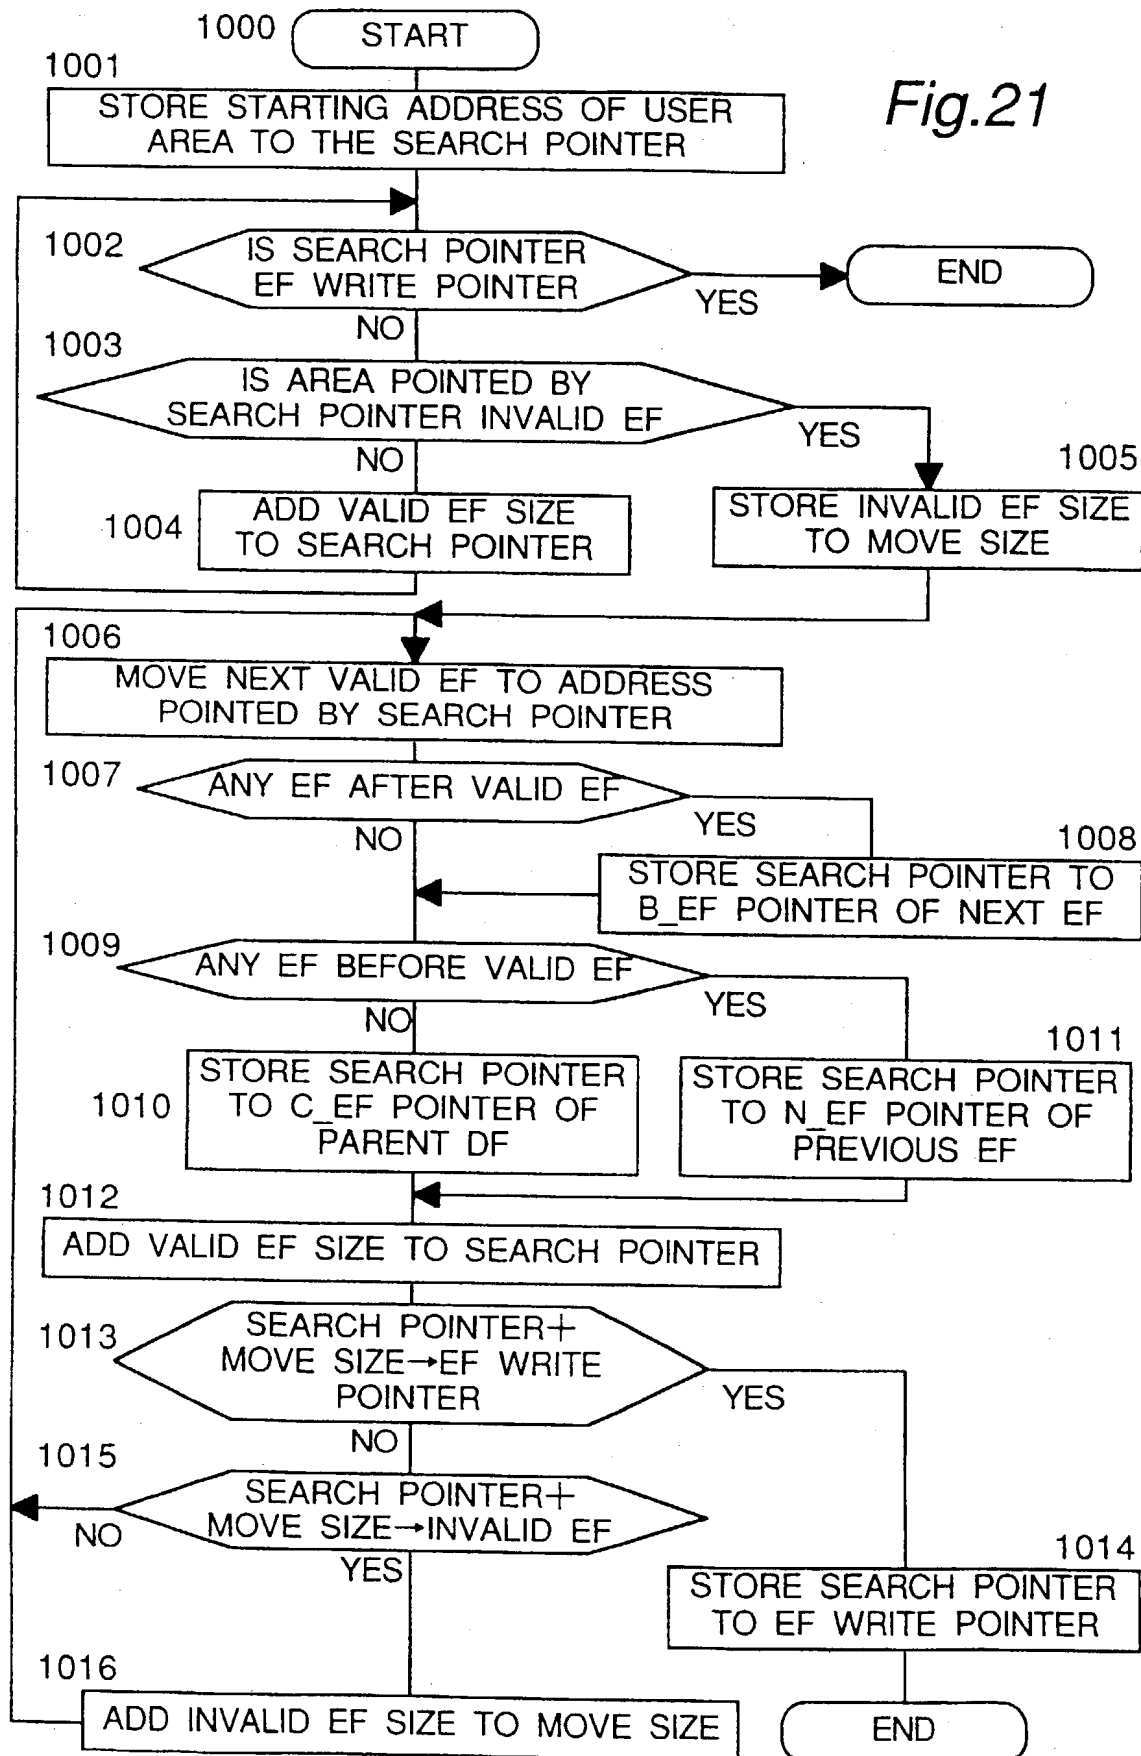 1000
START
Fig.21
1001
STORE STARTING ADDRESS OF USER
AREA TO THE SEARCH POINTER
1002
IS SEARCH POINTER
EF WRITE POINTER
YES
END
NO
1003
IS AREA POINTED BY
SEARCH POINTER INVALID EF
YES
NO
1004
ADD VALID EF SIZE
TO SEARCH POINTER
1005
STORE INVALID EF SIZE
TO MOVE SIZE
1006
MOVE NEXT VALID EF TO ADDRESS
POINTED BY SEARCH POINTER
1007
ANY EF AFTER VALID EF
YES
NO
1008
STORE SEARCH POINTER TO
B_EF POINTER OF NEXT EF
1009
ANY EF BEFORE VALID EF
YES
NO
1010
STORE SEARCH POINTER
TO C_EF POINTER OF
PARENT DF
1011
STORE SEARCH POINTER
TO N_EF POINTER OF
PREVIOUS EF
1012
ADD VALID EF SIZE TO SEARCH POINTER
1013
SEARCH POINTER+
MOVE SIZE→EF WRITE
POINTER
YES
NO
1015
SEARCH POINTER+
MOVE SIZE→INVALID EF
NO
YES
1014
STORE SEARCH POINTER
TO EF WRITE POINTER
1016
ADD INVALID EF SIZE TO MOVE SIZE
END